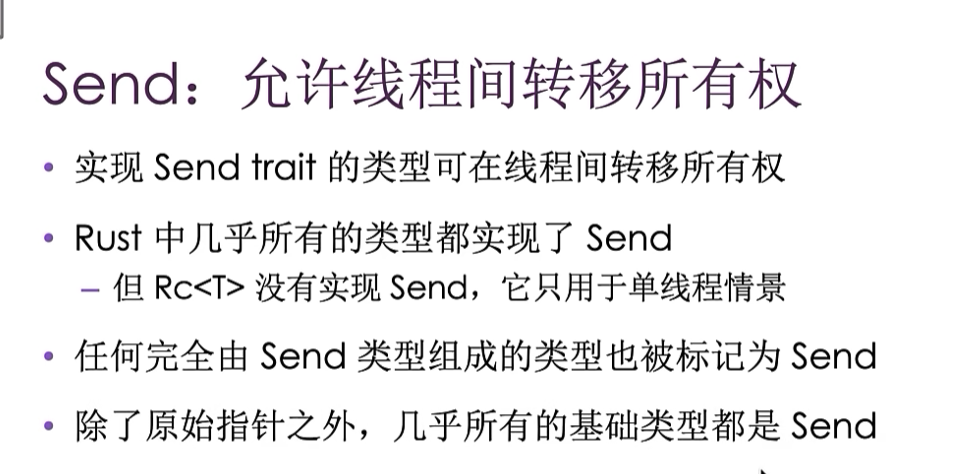 Send：允许线程间转移所有权
• 实现 Send trait 的类型可在线程间转移所有权
• Rust 中几乎所有的类型都实现了 Send
– 但 Rc<T> 没有实现 Send，它只用于单线程情景
• 任何完全由 Send 类型组成的类型也被标记为 Send
• 除了原始指针之外，几乎所有的基础类型都是 Send